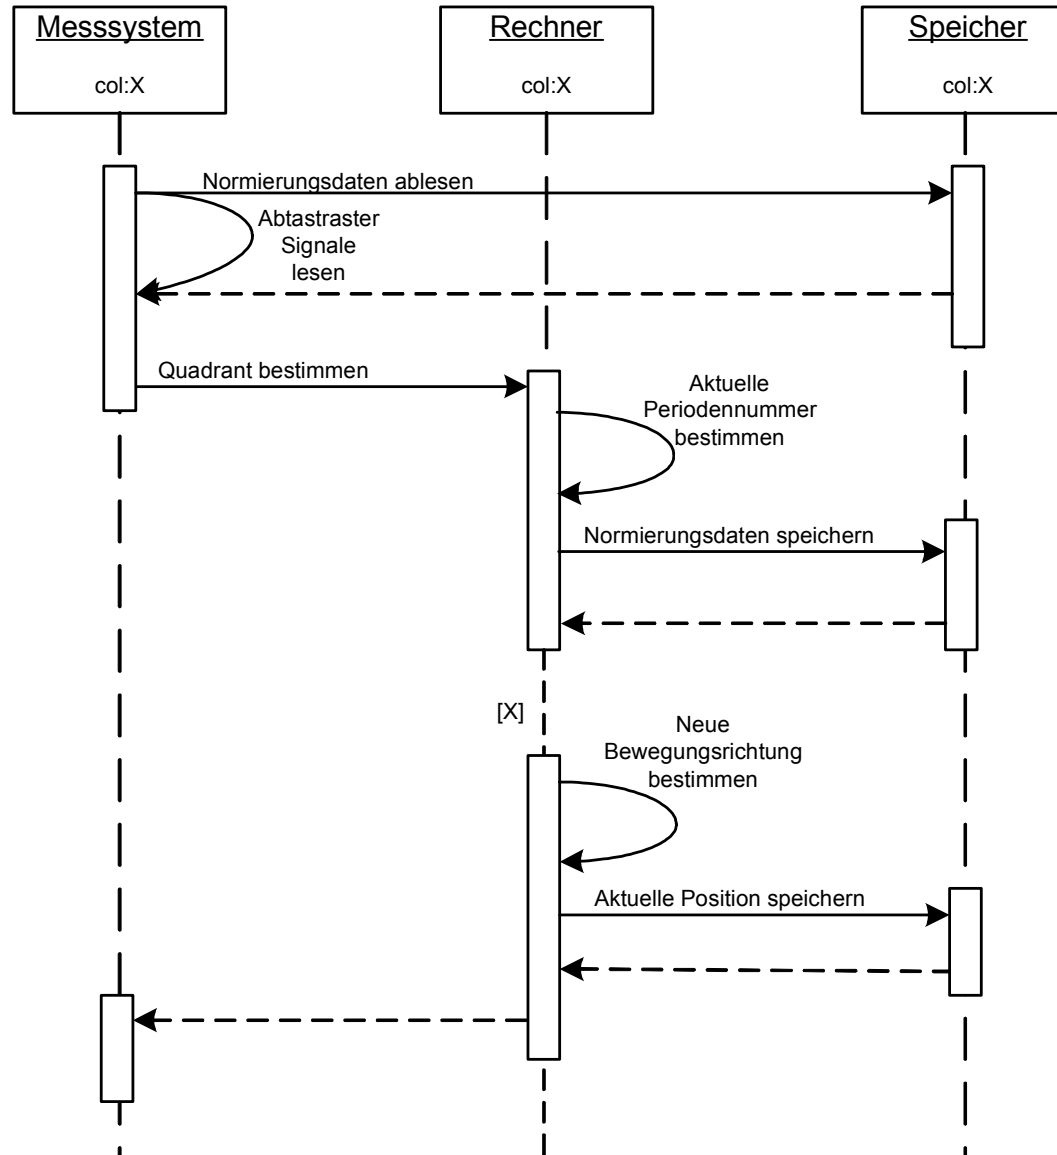 Messsystem
col:X
Rechner
col:X
Speicher
col:X
Normierungsdaten ablesen
Abtastraster
Signale
lesen
Quadrant bestimmen
Aktuelle
Periodennummer
bestimmen
Normierungsdaten speichern
[X]
Neue
Bewegungsrichtung
bestimmen
Aktuelle Position speichern